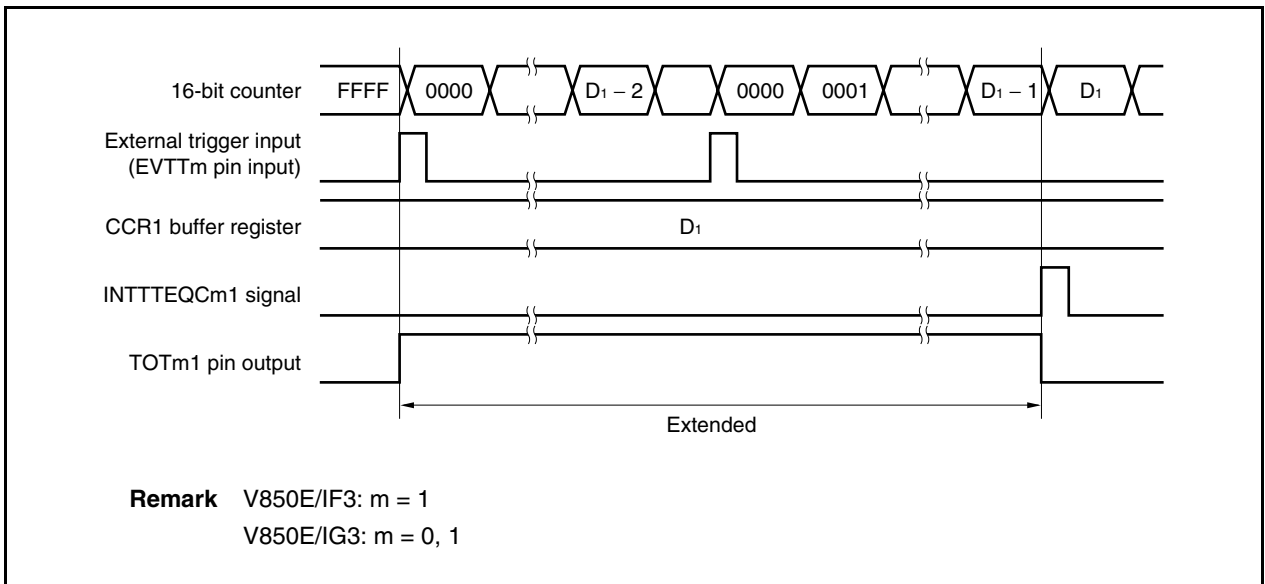 16-bit counter FFFF 0000 D₁ − 2 0000 0001 D₁ − 1 D₁
External trigger input
(EVTTm pin input)
CCR1 buffer register D₁
INTTTEQCm1 signal
TOTm1 pin output
Extended
Remark V850E/IF3: m = 1
V850E/IG3: m = 0, 1